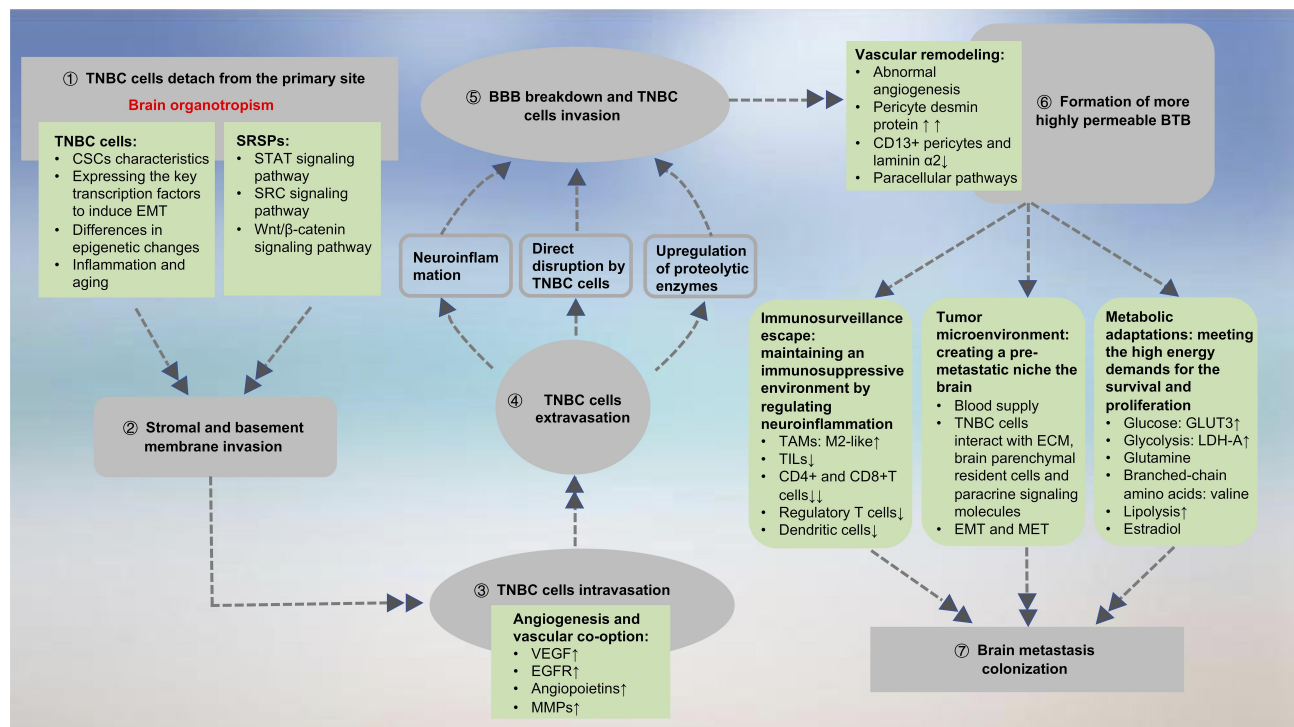 ① TNBC cells detach from the primary site
Brain organotropism
TNBC cells:
• CSCs characteristics
• Expressing the key
transcription factors
to induce EMT
• Differences in
epigenetic changes
• Inflammation and
aging
SRSPs:
• STAT signaling
pathway
• SRC signaling
pathway
• Wnt/β-catenin
signaling pathway
② Stromal and basement
membrane invasion
③ TNBC cells intravasation
Angiogenesis and
vascular co-option:
• VEGF↑
• EGFR↑
• Angiopoietins↑
• MMPs↑
④ TNBC cells
extravasation
Neuroinflam
mation
Direct
disruption by
TNBC cells
Upregulation
of proteolytic
enzymes
⑤ BBB breakdown and TNBC
cells invasion
Vascular remodeling:
• Abnormal
angiogenesis
• Pericyte desmin
protein ↑ ↑
• CD13+ pericytes and
laminin α2↓
• Paracellular pathways
⑥ Formation of more
highly permeable BTB
Immunosurveillance
escape:
maintaining an
immunosuppressive
environment by
regulating
neuroinflammation
• TAMs: M2-like↑
• TILs↓
• CD4+ and CD8+T
cells↓↓
• Regulatory T cells↓
• Dendritic cells↓
Tumor
microenvironment:
creating a pre-
metastatic niche the
brain
• Blood supply
• TNBC cells
interact with ECM,
brain parenchymal
resident cells and
paracrine signaling
molecules
• EMT and MET
Metabolic
adaptations: meeting
the high energy
demands for the
survival and
proliferation
• Glucose: GLUT3↑
• Glycolysis: LDH-A↑
• Glutamine
• Branched-chain
amino acids: valine
• Lipolysis↑
• Estradiol
⑦ Brain metastasis
colonization